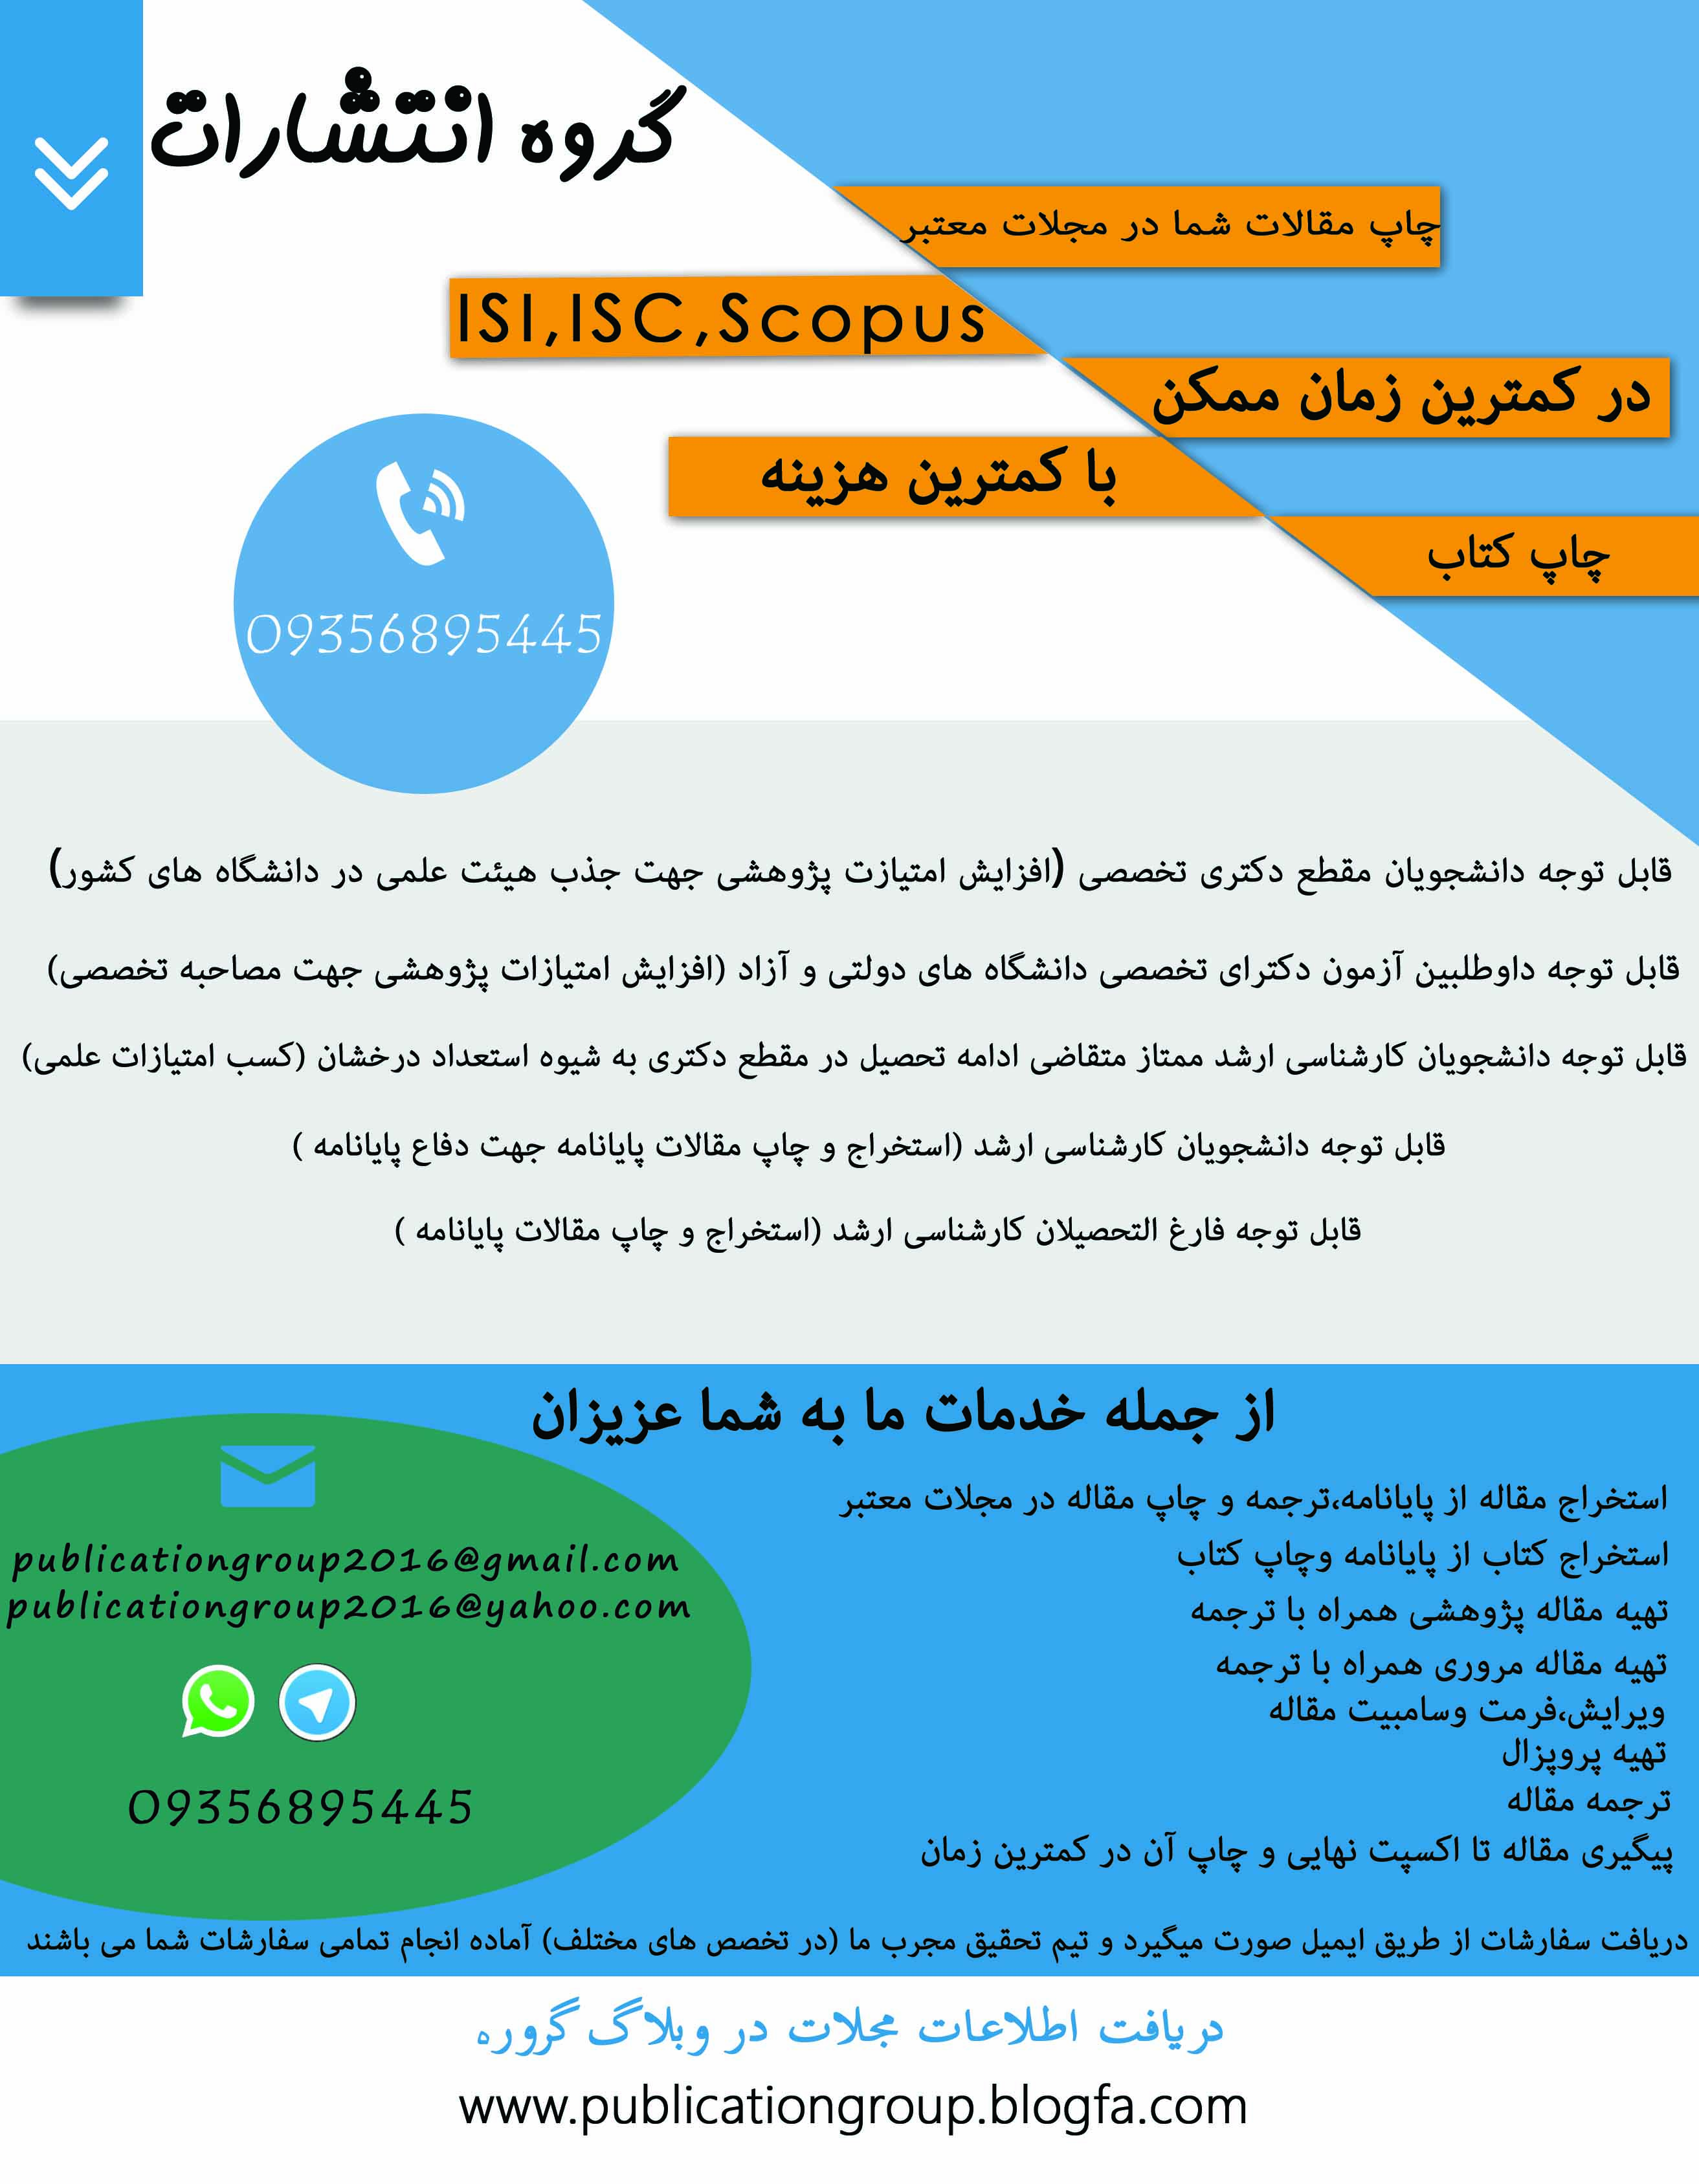 گروه انتشارات
چاپ مقالات شما در مجلات معتبر
ISI,ISC,Scopus
در کمترین زمان ممکن
با کمترین هزینه
چاپ کتاب
09356895445
قابل توجه دانشجویان مقطع دکتری تخصصی (افزایش امتیازت پژوهشی جهت جذب هیئت علمی در دانشگاه های کشور)
قابل توجه داوطلبین آزمون دکترای تخصصی دانشگاه های دولتی و آزاد (افزایش امتیازات پژوهشی جهت مصاحبه تخصصی)
قابل توجه دانشجویان کارشناسی ارشد ممتاز متقاضی ادامه تحصیل در مقطع دکتری به شیوه استعداد درخشان (کسب امتیازات علمی)
قابل توجه دانشجویان کارشناسی ارشد (استخراج و چاپ مقالات پایانامه جهت دفاع پایانامه )
قابل توجه فارغ التحصیلان کارشناسی ارشد (استخراج و چاپ مقالات پایانامه )
از جمله خدمات ما به شما عزیزان
استخراج مقاله از پایانامه،ترجمه و چاپ مقاله در مجلات معتبر
استخراج کتاب از پایانامه وچاپ کتاب
تهیه مقاله پژوهشی همراه با ترجمه
تهیه مقاله مروری همراه با ترجمه
ویرایش،فرمت وسامبیت مقاله
تهیه پروپزال
ترجمه مقاله
پیگیری مقاله تا اکسپت نهایی و چاپ آن در کمترین زمان
publicationgroup2016@gmail.com
publicationgroup2016@yahoo.com
09356895445
دریافت سفارشات از طریق ایمیل صورت میگیرد و تیم تحقیق مجرب ما (در تخصص های مختلف) آماده انجام تمامی سفارشات شما می باشند
دریافت اطلاعات مجلات در وبلاگ گروره
www.publicationgroup.blogfa.com